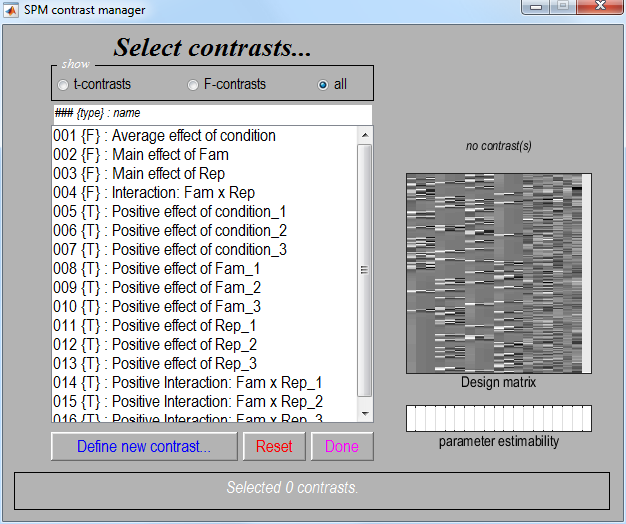 SPM contrast manager
Select contrasts...
show
t-contrasts
F-contrasts
all
### {type} : name
001 {F} : Average effect of condition
002 {F} : Main effect of Fam
003 {F} : Main effect of Rep
004 {F} : Interaction: Fam x Rep
005 {T} : Positive effect of condition_1
006 {T} : Positive effect of condition_2
007 {T} : Positive effect of condition_3
008 {T} : Positive effect of Fam_1
009 {T} : Positive effect of Fam_2
010 {T} : Positive effect of Fam_3
011 {T} : Positive effect of Rep_1
012 {T} : Positive effect of Rep_2
013 {T} : Positive effect of Rep_3
014 {T} : Positive Interaction: Fam x Rep_1
015 {T} : Positive Interaction: Fam x Rep_2
016 {T} : Positive Interaction: Fam x Rep_3
no contrast(s)
Design matrix
parameter estimability
Define new contrast...
Reset
Done
Selected 0 contrasts.